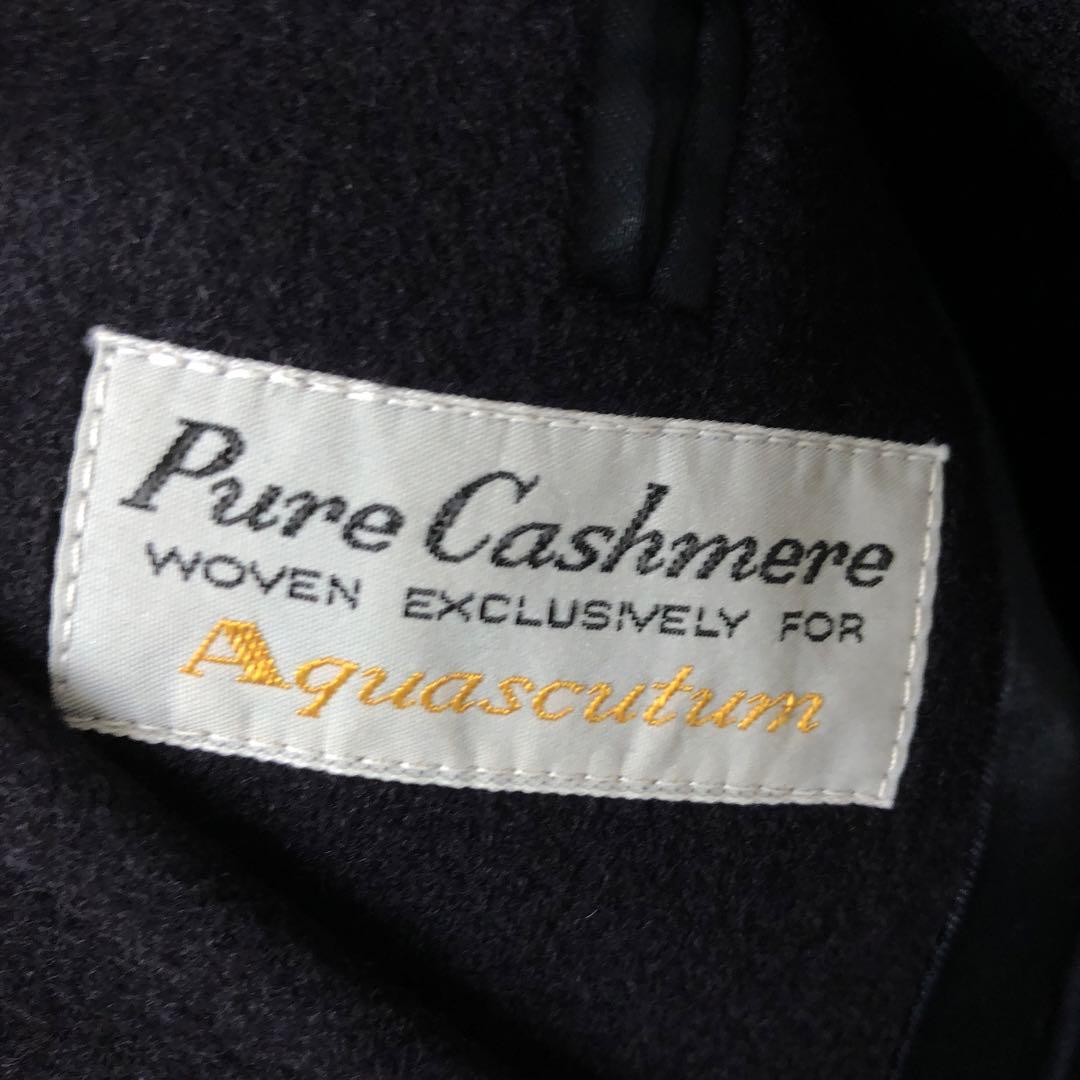 Pure Cashmere
WOVEN EXCLUSIVELY FOR
Aquascutum